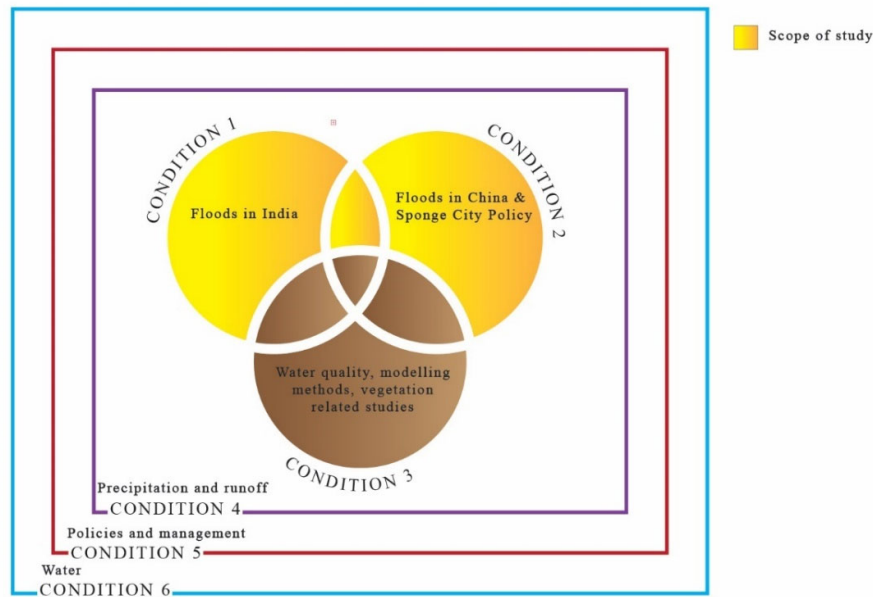 Scope of study
CONDITION 1
CONDITION 2
Floods in India
Floods in China &
Sponge City Policy
Water quality, modelling
methods, vegetation
related studies
CONDITION 3
Precipitation and runoff
CONDITION 4
Policies and management
CONDITION 5
Water
CONDITION 6